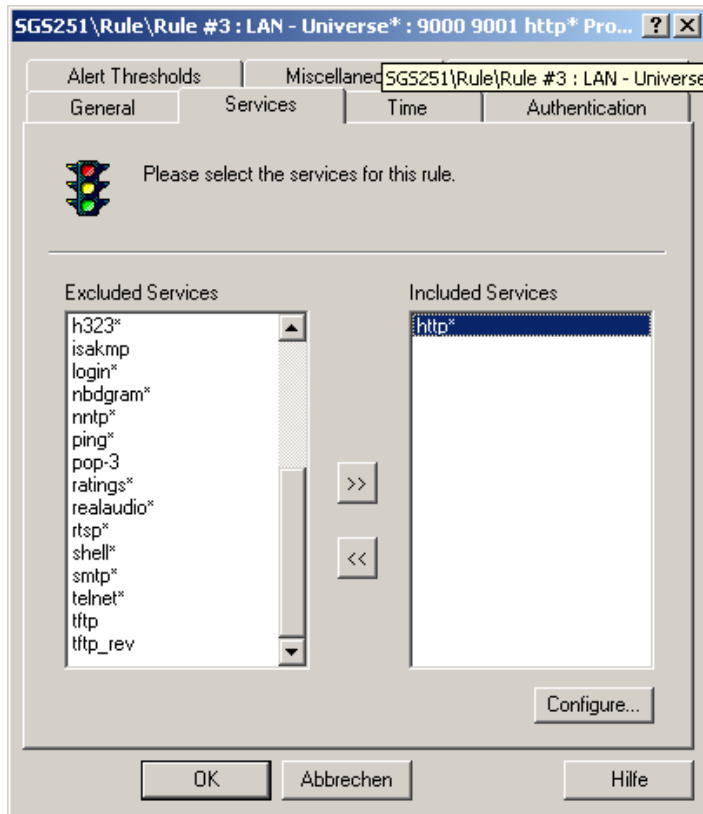 SGS251\Rule\Rule #3 : LAN - Universe* : 9000 9001 http* Pro...
Alert Thresholds
Miscellaneo
SGS251\Rule\Rule #3 : LAN - Universe
General
Services
Time
Authentication
Please select the services for this rule.
Excluded Services
Included Services
h323*
isakmp
login*
nbdgram*
nntp*
ping*
pop-3
ratings*
realaudio*
rtsp*
shell*
smtp*
telnet*
tftp
tftp_rev
>>
<<
http*
Configure...
OK
Abbrechen
Hilfe